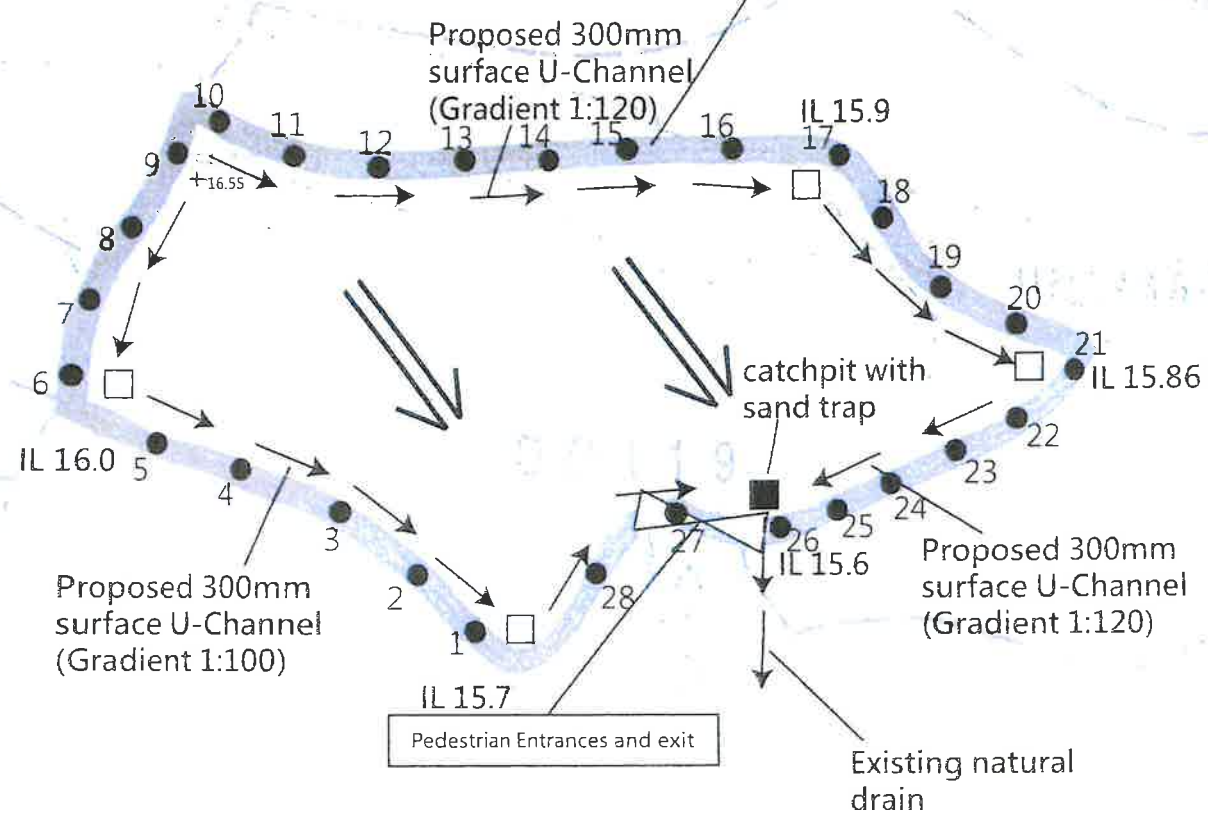 Proposed 300mm
surface U-Channel
(Gradient 1:120)
10
11
12
13
14
15
16
17
IL 15.9
9
+16.55
18
8
19
7
20
21
IL 15.86
6
catchpit with
sand trap
22
IL 16.0
5
4
23
24
3
25
27
26
IL 15.6
Proposed 300mm
surface U-Channel
(Gradient 1:120)
Proposed 300mm
surface U-Channel
(Gradient 1:100)
2
28
1
IL 15.7
Pedestrian Entrances and exit
Existing natural
drain